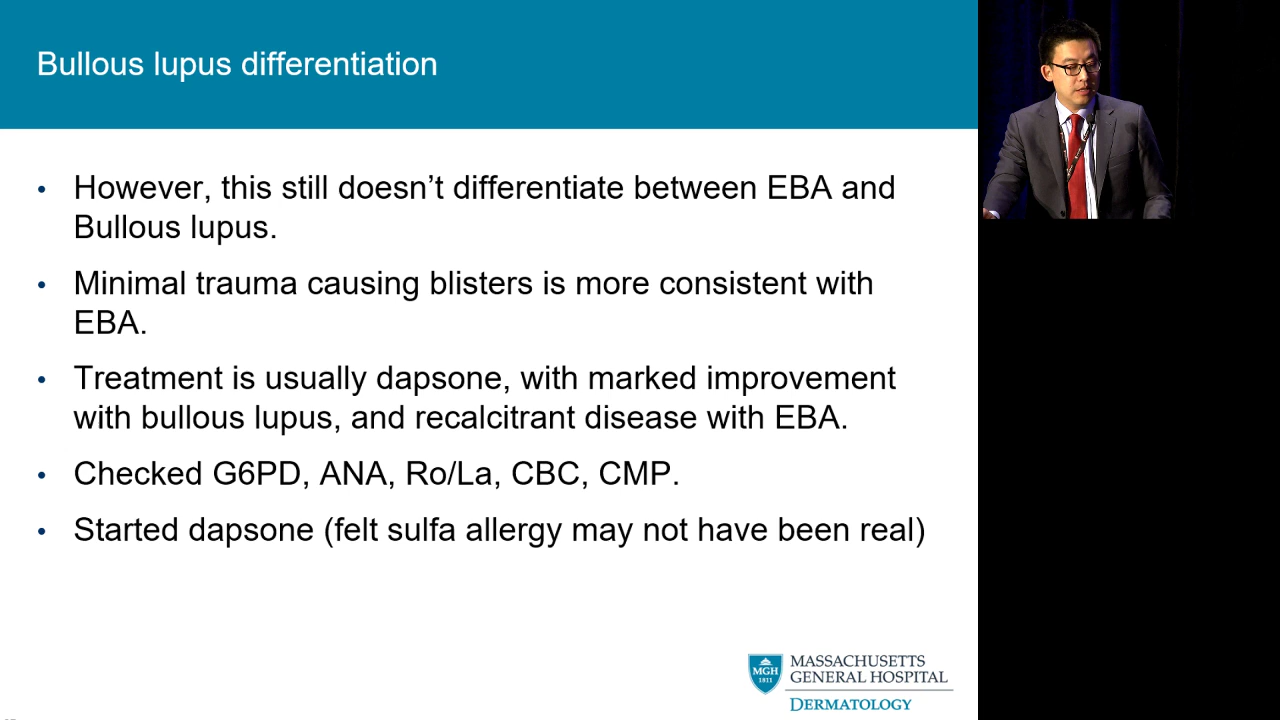 Bullous lupus differentiation
• However, this still doesn’t differentiate between EBA and
Bullous lupus.
• Minimal trauma causing blisters is more consistent with
EBA.
• Treatment is usually dapsone, with marked improvement
with bullous lupus, and recalcitrant disease with EBA.
• Checked G6PD, ANA, Ro/La, CBC, CMP.
• Started dapsone (felt sulfa allergy may not have been real)
MGH
1811
MASSACHUSETTS
GENERAL HOSPITAL
DERMATOLOGY